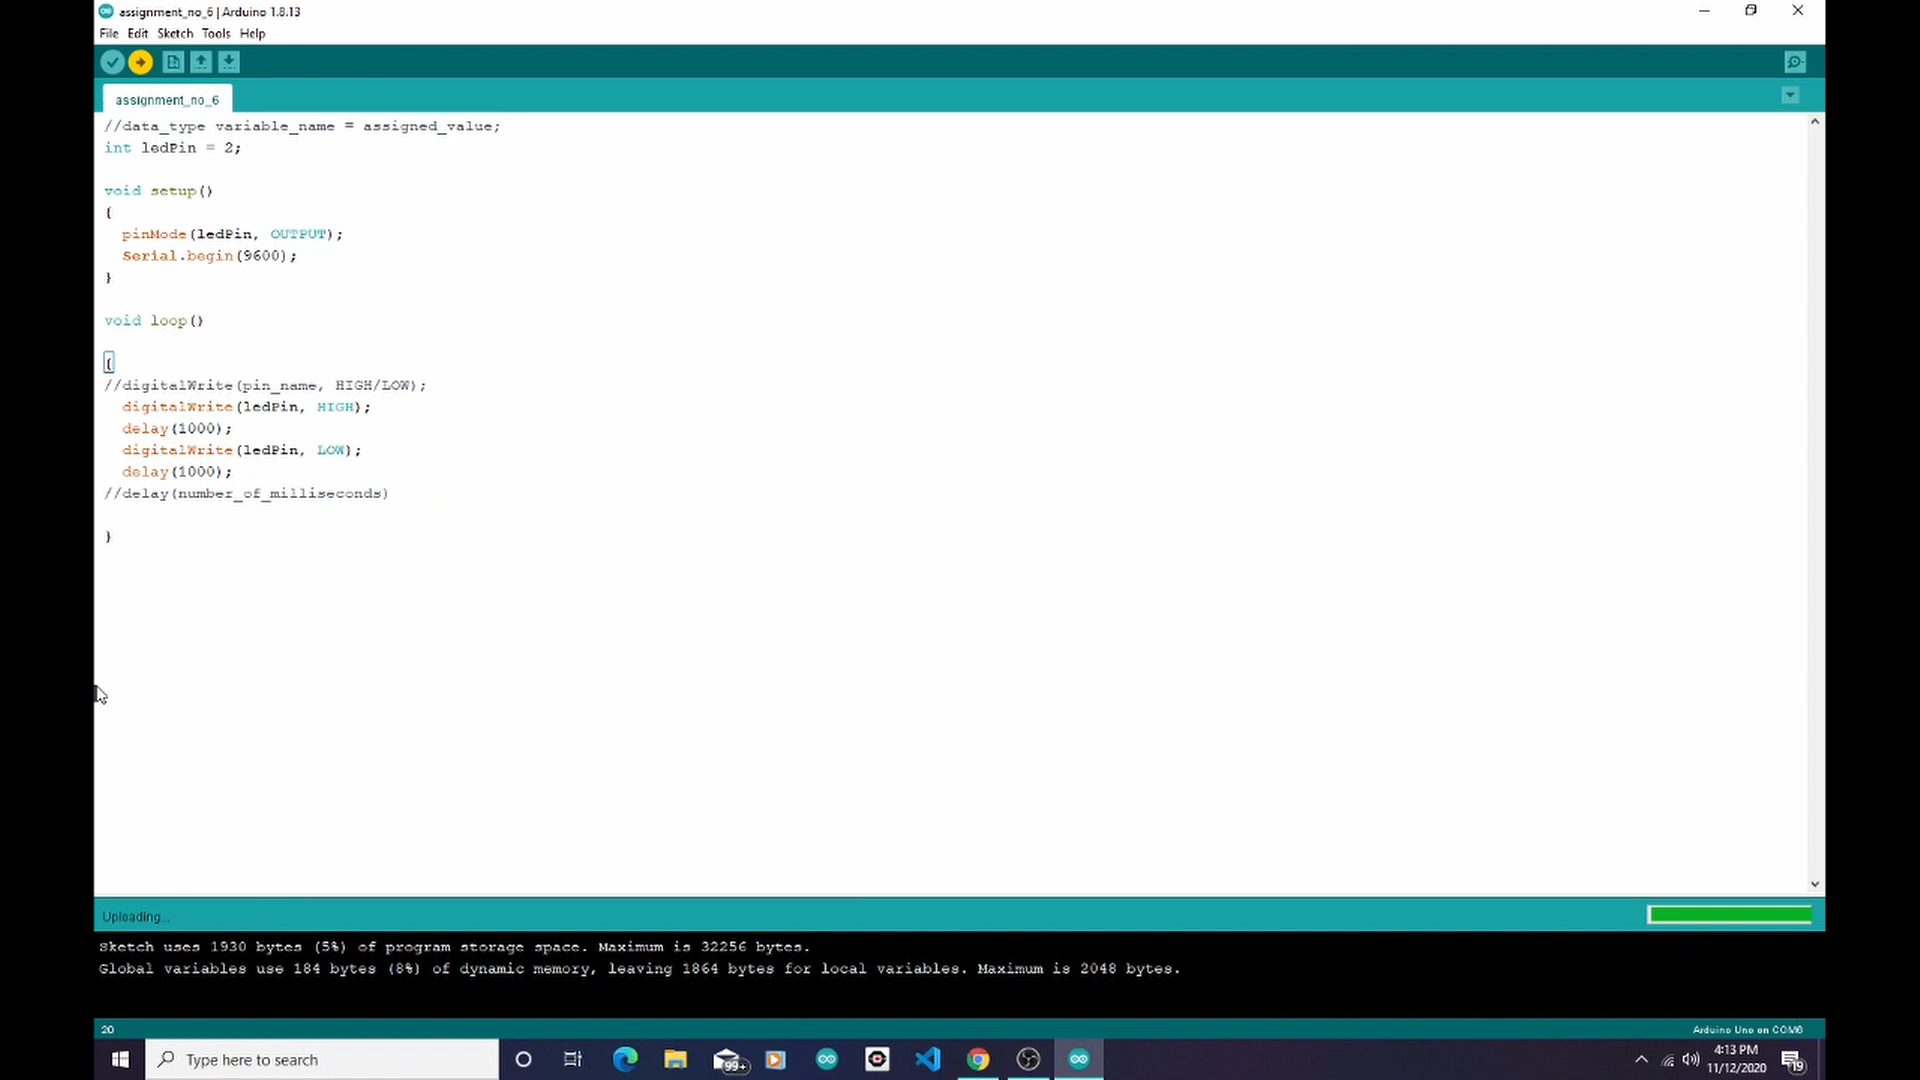 assignment_no_6 | Arduino 1.8.13
File Edit Sketch Tools Help
assignment_no_6
//data_type variable_name = assigned_value;
int ledPin = 2;
void setup()
{
pinMode(ledPin, OUTPUT);
Serial.begin(9600);
}
void loop()
{
//digitalWrite(pin_name, HIGH/LOW);
digitalWrite(ledPin, HIGH);
delay(1000);
digitalWrite(ledPin, LOW);
delay(1000);
//delay(number_of_milliseconds)
}
Uploading...
Sketch uses 1930 bytes (5%) of program storage space. Maximum is 32256 bytes.
Global variables use 184 bytes (8%) of dynamic memory, leaving 1864 bytes for local variables. Maximum is 2048 bytes.
20
Arduino Uno on COM6
Type here to search
99+
4:13 PM
11/12/2020
19